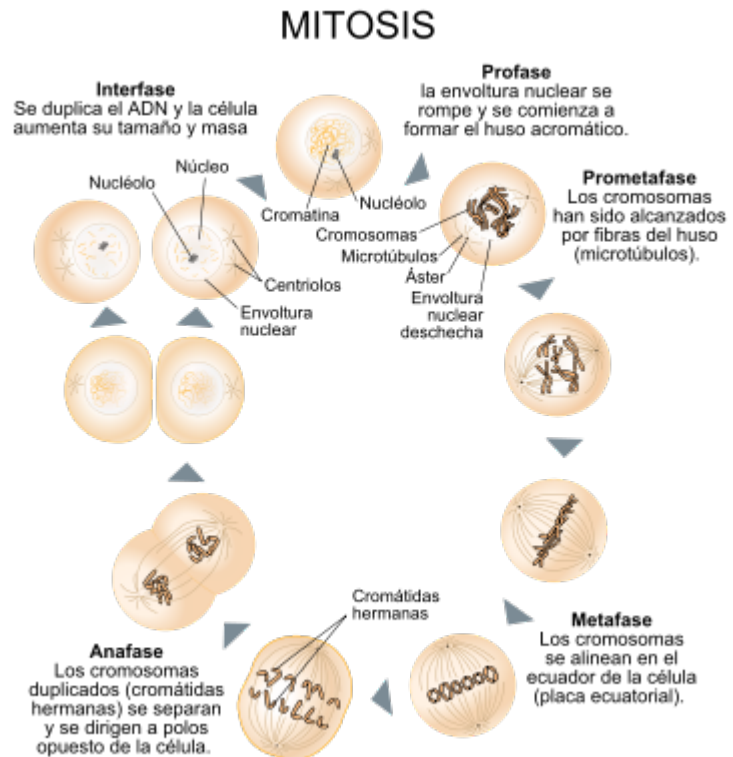 MITOSIS
Interfase
Se duplica el ADN y la célula
aumenta su tamaño y masa
Profase
la envoltura nuclear se
rompe y se comienza a
formar el huso acromático.
Núcleo
Nucléolo
Cromatina
Nucléolo
Centriolos
Envoltura
nuclear
Cromosomas
Microtúbulos
Áster
Envoltura
nuclear
deschecha
Prometafase
Los cromosomas
han sido alcanzados
por fibras del huso
(microtúbulos).
Metafase
Los cromosomas
se alinean en el
ecuador de la célula
(placa ecuatorial).
Cromátidas
hermanas
Anafase
Los cromosomas
duplicados (cromátidas
hermanas) se separan
y se dirigen a polos
opuesto de la célula.